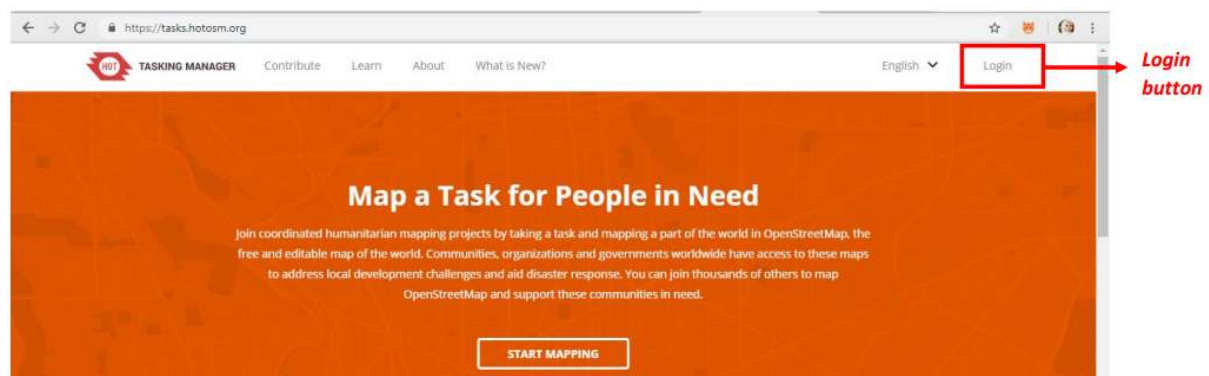 https://tasks.hotosm.org
HOT TASKING MANAGER Contribute Learn About What is New? English Login
Login
button
Map a Task for People in Need
Join coordinated humanitarian mapping projects by taking a task and mapping a part of the world in OpenStreetMap, the
free and editable map of the world. Communities, organizations and governments worldwide have access to these maps
to address local development challenges and aid disaster response. You can join thousands of others to map
OpenStreetMap and support these communities in need.
START MAPPING